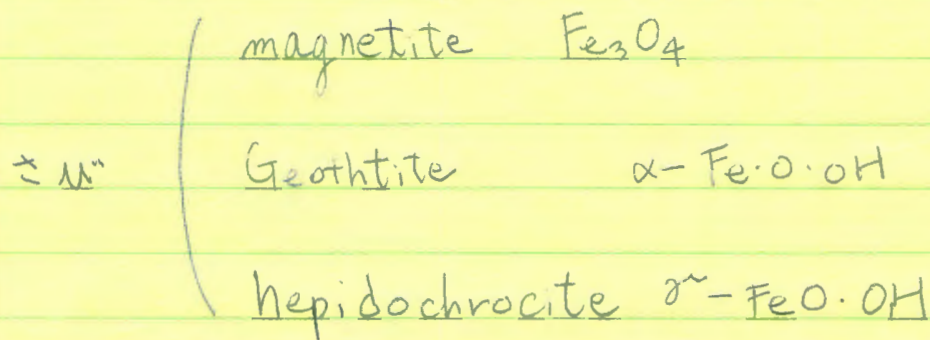 magnetite Fe₃O₄
さび Geothtite α- Fe・O・OH
hepidochrocite γ- FeO・OH